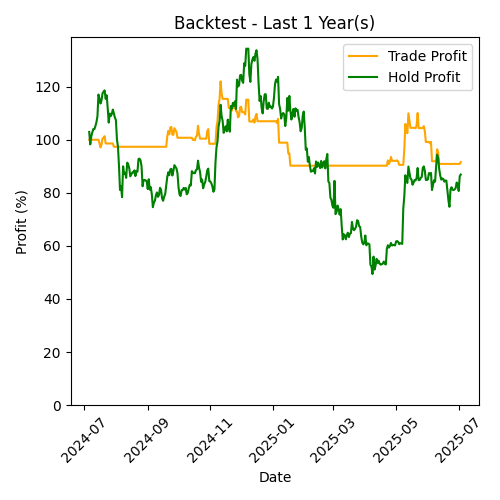 Backtest - Last 1 Year(s)
Trade Profit
Hold Profit
Profit (%)
120
100
80
60
40
20
0
2024-07
2024-09
2024-11
2025-01
2025-03
2025-05
2025-07
Date